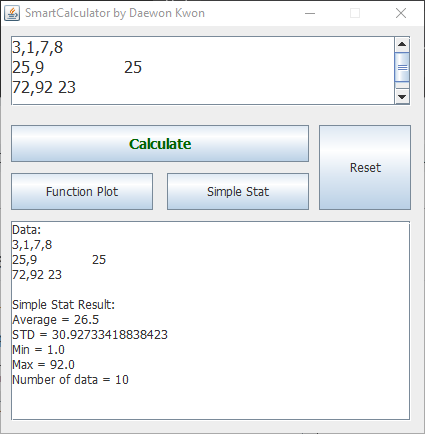 SmartCalculator by Daewon Kwon
3,1,7,8
25,9 25
72,92 23
Calculate
Function Plot
Simple Stat
Reset
Data:
3,1,7,8
25,9 25
72,92 23
Simple Stat Result:
Average = 26.5
STD = 30.92733418838423
Min = 1.0
Max = 92.0
Number of data = 10